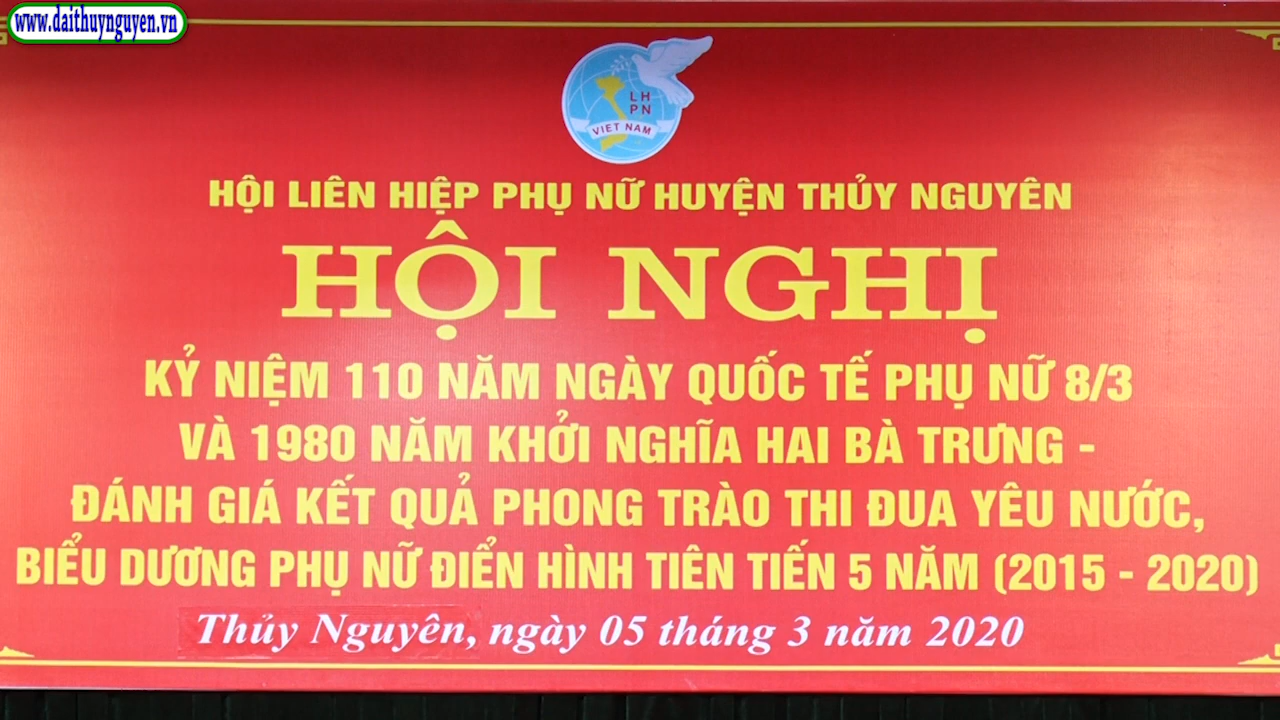 www.daithuynguyen.vn
LH
PN
VIET NAM
HỘI LIÊN HIỆP PHỤ NỮ HUYỆN THỦY NGUYÊN
HỘI NGHỊ
KỶ NIỆM 110 NĂM NGÀY QUỐC TẾ PHỤ NỮ 8/3
VÀ 1980 NĂM KHỞI NGHĨA HAI BÀ TRƯNG -
ĐÁNH GIÁ KẾT QUẢ PHONG TRÀO THI ĐUA YÊU NƯỚC,
BIỂU DƯƠNG PHỤ NỮ ĐIỂN HÌNH TIÊN TIẾN 5 NĂM (2015 - 2020)
Thủy Nguyên, ngày 05 tháng 3 năm 2020